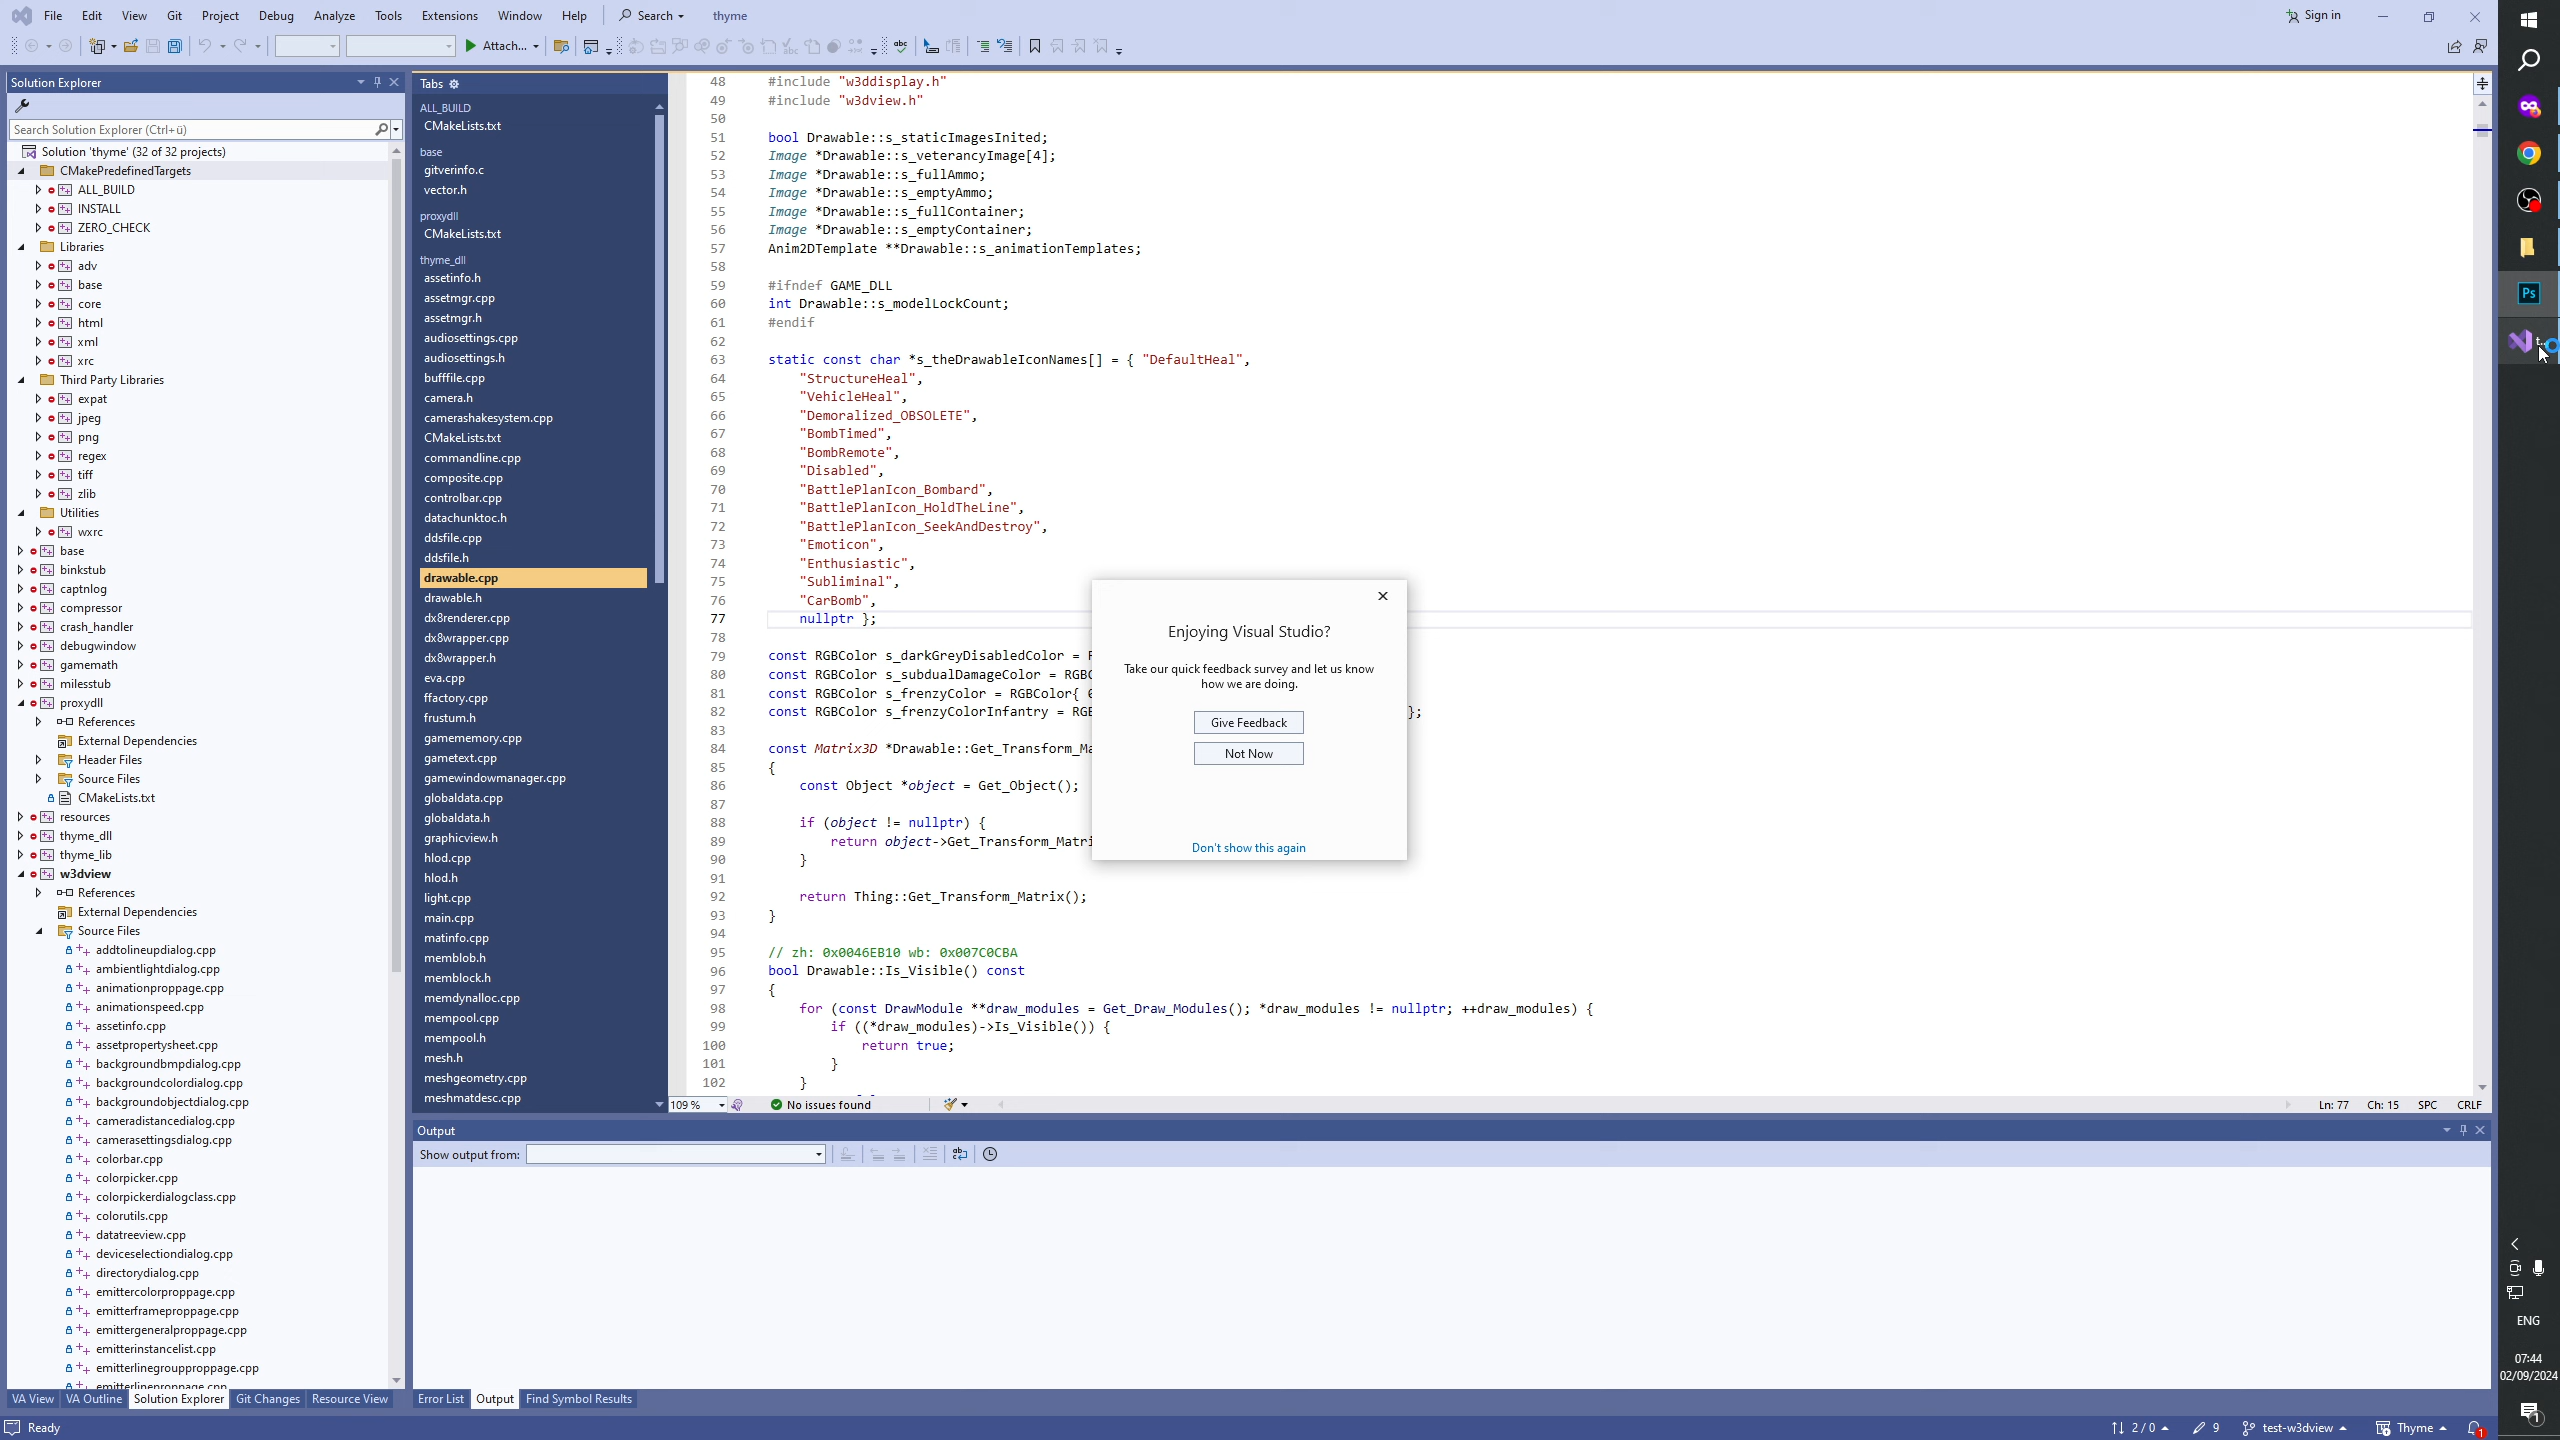 File Edit View Git Project Debug Analyze Tools Extensions Window Help Search thyme Sign in
Attach...
Solution Explorer
Search Solution Explorer (Ctrl+ü)
Solution 'thyme' (32 of 32 projects)
CMakePredefinedTargets
ALL_BUILD
INSTALL
ZERO_CHECK
Libraries
adv
base
core
html
xml
xrc
Third Party Libraries
expat
jpeg
png
regex
tiff
zlib
Utilities
wxrc
base
binkstub
captnlog
compressor
crash_handler
debugwindow
gamemath
milesstub
proxydll
References
External Dependencies
Header Files
Source Files
CMakeLists.txt
resources
thyme_dll
thyme_lib
w3dview
References
External Dependencies
Source Files
addtolineupdialog.cpp
ambientlightdialog.cpp
animationproppage.cpp
animationspeed.cpp
assetinfo.cpp
assetpropertysheet.cpp
backgroundbmpdialog.cpp
backgroundcolordialog.cpp
backgroundobjectdialog.cpp
cameradistancedialog.cpp
camerasettingsdialog.cpp
colorbar.cpp
colorpicker.cpp
colorpickerdialogclass.cpp
colorutils.cpp
datatreeview.cpp
deviceselectiondialog.cpp
directorydialog.cpp
emittercolorproppage.cpp
emitterframeproppage.cpp
emittergeneralproppage.cpp
emitterinstancelist.cpp
emitterlinegroupproppage.cpp
emitterlineproppage.cpp
VA View VA Outline Solution Explorer Git Changes Resource View
Tabs
ALL_BUILD
CMakeLists.txt
base
gitverinfo.c
vector.h
proxydll
CMakeLists.txt
thyme_dll
assetinfo.h
assetmgr.cpp
assetmgr.h
audiosettings.cpp
audiosettings.h
bufffile.cpp
camera.h
camerashakesystem.cpp
CMakeLists.txt
commandline.cpp
composite.cpp
controlbar.cpp
datachunktoc.h
ddsfile.cpp
ddsfile.h
drawable.cpp
drawable.h
dx8renderer.cpp
dx8wrapper.cpp
dx8wrapper.h
eva.cpp
ffactory.cpp
frustum.h
gamememory.cpp
gametext.cpp
gamewindowmanager.cpp
globaldata.cpp
globaldata.h
graphicview.h
hlod.cpp
hlod.h
light.cpp
main.cpp
matinfo.cpp
memblob.h
memblock.h
memdynalloc.cpp
mempool.cpp
mempool.h
mesh.h
meshgeometry.cpp
meshmatdesc.cpp
48 #include "w3ddisplay.h"
49 #include "w3dview.h"
50
51 bool Drawable::s_staticImagesInited;
52 Image *Drawable::s_veterancyImage[4];
53 Image *Drawable::s_fullAmmo;
54 Image *Drawable::s_emptyAmmo;
55 Image *Drawable::s_fullContainer;
56 Image *Drawable::s_emptyContainer;
57 Anim2DTemplate **Drawable::s_animationTemplates;
58
59 #ifndef GAME_DLL
60 int Drawable::s_modelLockCount;
61 #endif
62
63 static const char *s_theDrawableIconNames[] = { "DefaultHeal",
64 "StructureHeal",
65 "VehicleHeal",
66 "Demoralized_OBSOLETE",
67 "BombTimed",
68 "BombRemote",
69 "Disabled",
70 "BattlePlanIcon_Bombard",
71 "BattlePlanIcon_HoldTheLine",
72 "BattlePlanIcon_SeekAndDestroy",
73 "Emoticon",
74 "Enthusiastic",
75 "Subliminal",
76 "CarBomb",
77 nullptr };
78
79 const RGBColor s_darkGreyDisabledColor =
80 const RGBColor s_subdualDamageColor = RGBC
81 const RGBColor s_frenzyColor = RGBColor{
82 const RGBColor s_frenzyColorInfantry = RGB };
83
84 const Matrix3D *Drawable::Get_Transform_Ma
85 {
86 const Object *object = Get_Object();
87
88 if (object != nullptr) {
89 return object->Get_Transform_Matri
90 }
91
92 return Thing::Get_Transform_Matrix();
93 }
94
95 // zh: 0x0046EB10 wb: 0x007C0CBA
96 bool Drawable::Is_Visible() const
97 {
98 for (const DrawModule **draw_modules = Get_Draw_Modules(); *draw_modules != nullptr; ++draw_modules) {
99 if ((*draw_modules)->Is_Visible()) {
100 return true;
101 }
102 }
Enjoying Visual Studio?
Take our quick feedback survey and let us know
how we are doing.
Give Feedback
Not Now
Don't show this again
109 % No issues found Ln: 77 Ch: 15 SPC CRLF
Output
Show output from:
Error List Output Find Symbol Results
Ready 2 / 0 9 test-w3dview Thyme 1
Ps
t...
ENG
07:44
02/09/2024
1